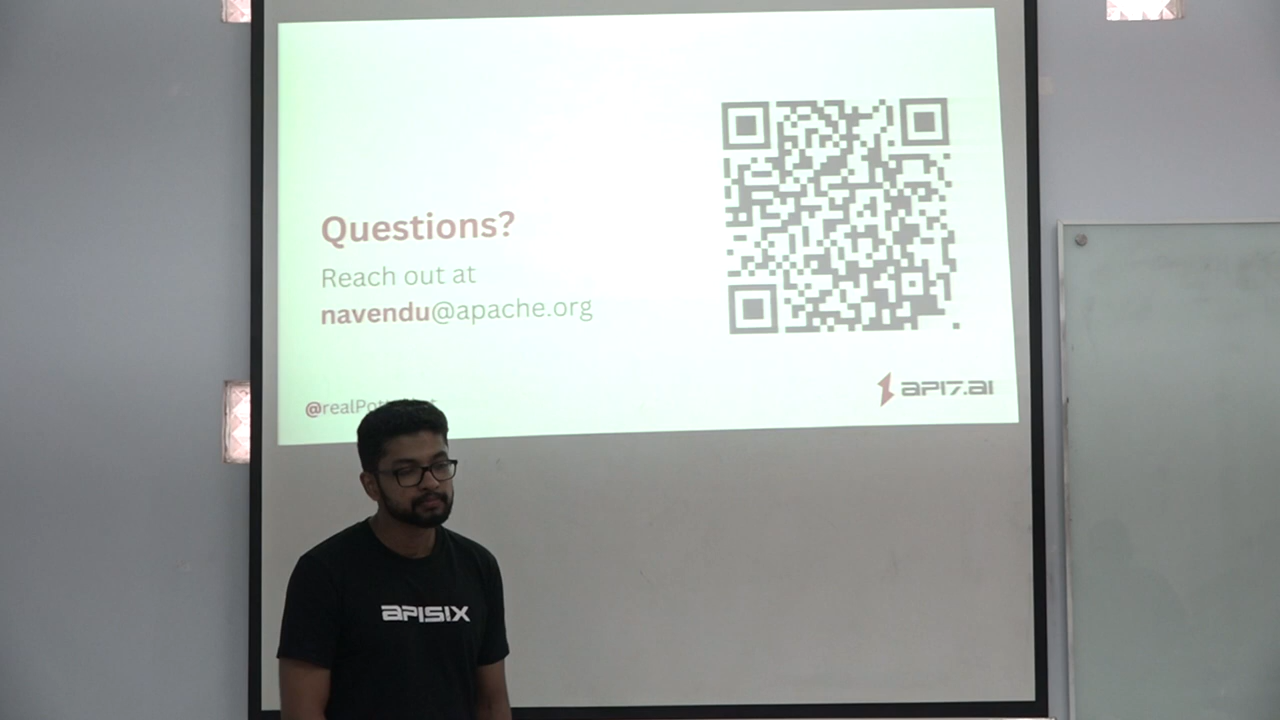 Questions?
Reach out at
navendu@apache.org
API7.AI
APISIX